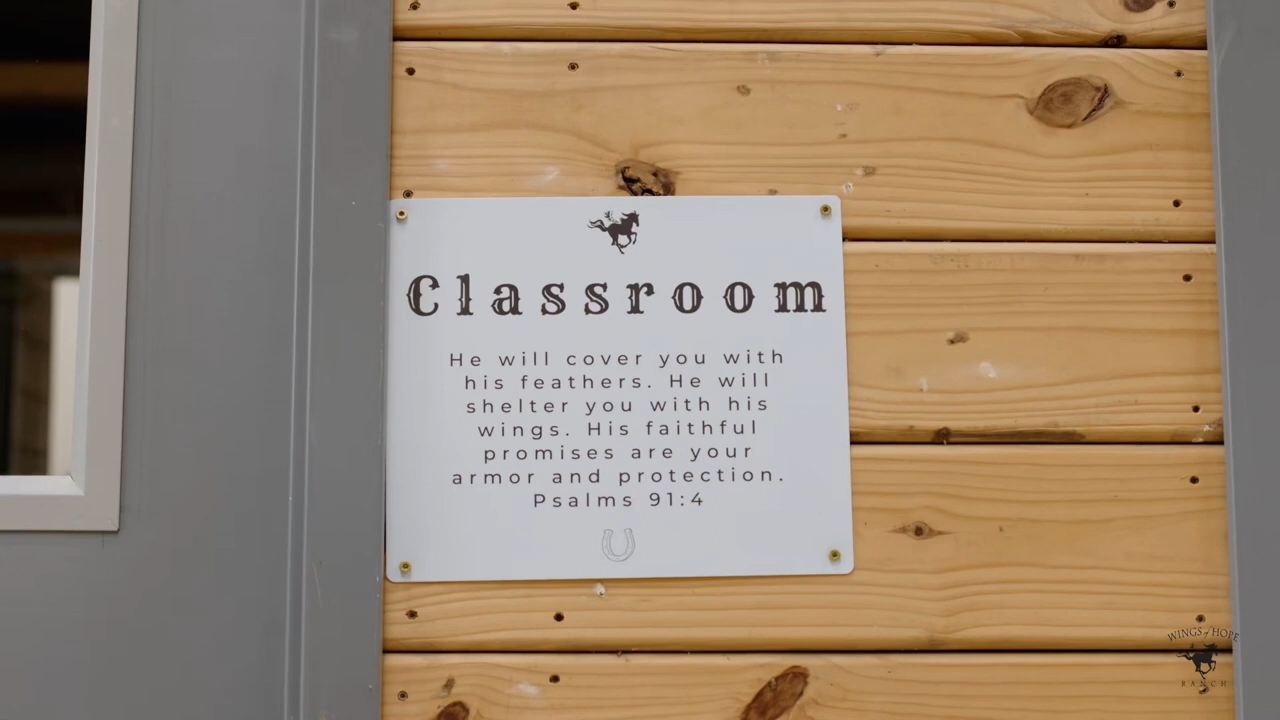 Classroom
He will cover you with
his feathers. He will
shelter you with his
wings. His faithful
promises are your
armor and protection.
Psalms 91:4
WINGS of HOPE
RANCH